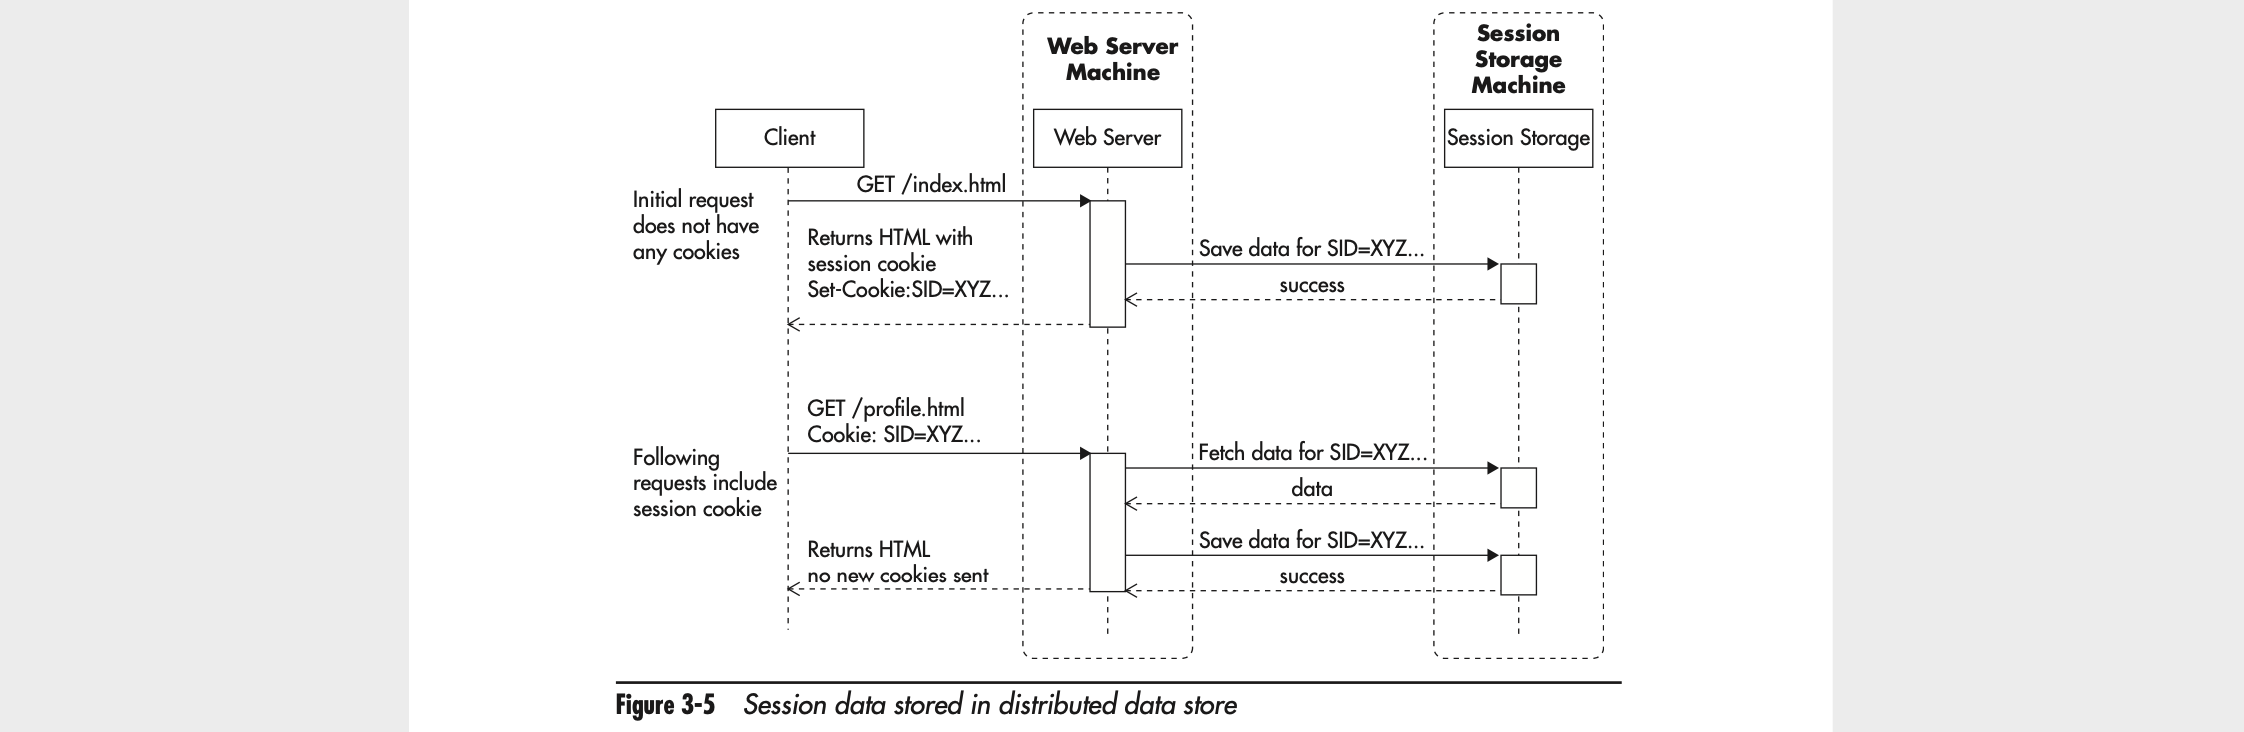 Web Server
Machine
Session
Storage
Machine
Client
Web Server
Session Storage
GET /index.html
Initial request
does not have
any cookies
Returns HTML with
session cookie
Set-Cookie:SID=XYZ...
Save data for SID=XYZ...
success
GET /profile.html
Cookie: SID=XYZ...
Following
requests include
session cookie
Fetch data for SID=XYZ...
data
Save data for SID=XYZ...
success
Returns HTML
no new cookies sent
Figure 3-5 Session data stored in distributed data store